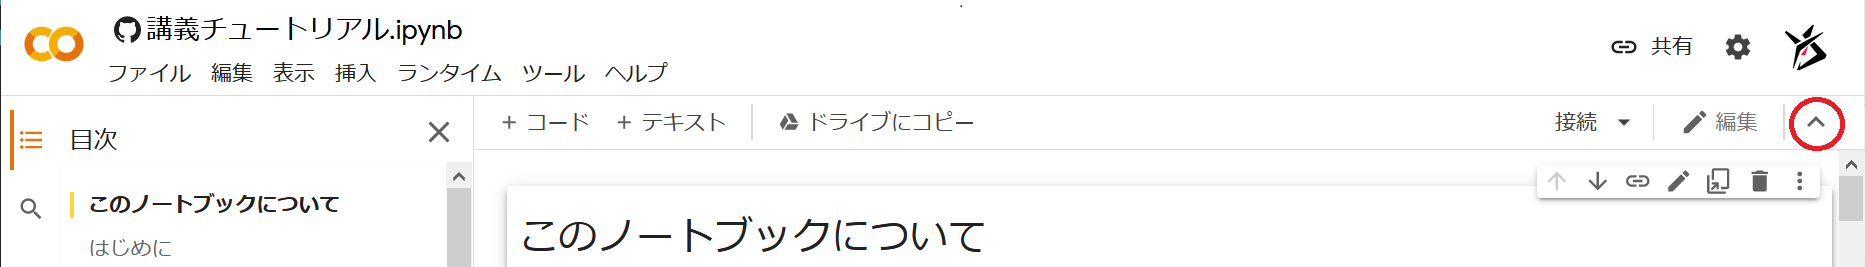 講義チュートリアル.ipynb
共有
ファイル 編集 表示 挿入 ランタイム ツール ヘルプ
目次
+ コード + テキスト ドライブにコピー 接続 編集
このノートブックについて
はじめに
このノートブックについて